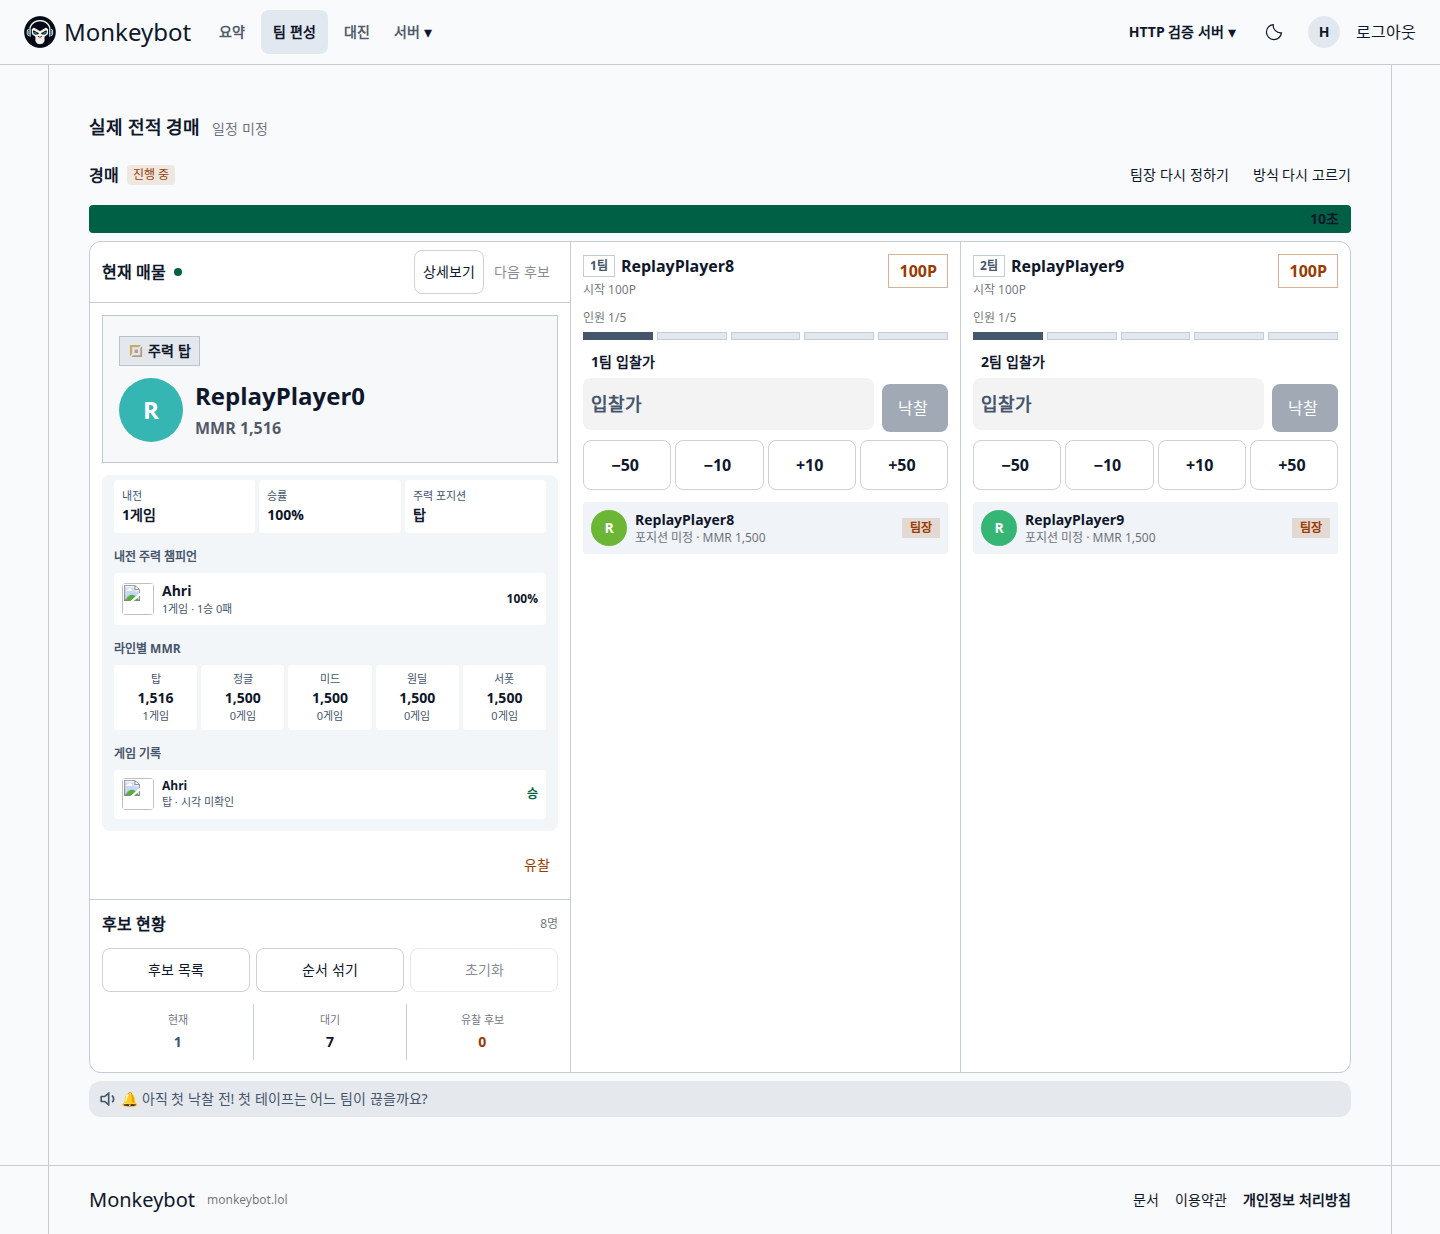 Monkeybot 요약 팀 편성 대진 서버 ▾ HTTP 검증 서버 ▾ H 로그아웃
실제 전적 경매 일정 미정
경매 진행 중 팀장 다시 정하기 방식 다시 고르기
10초
현재 매물 상세보기 다음 후보
주력 탑
R ReplayPlayer0
MMR 1,516
내전 승률 주력 포지션
1게임 100% 탑
내전 주력 챔피언
Ahri
1게임 · 1승 0패 100%
라인별 MMR
탑 정글 미드 원딜 서폿
1,516 1,500 1,500 1,500 1,500
1게임 0게임 0게임 0게임 0게임
게임 기록
Ahri
탑 · 시각 미확인 승
유찰
후보 현황 8명
후보 목록 순서 섞기 초기화
현재 대기 유찰 후보
1 7 0
1팀 ReplayPlayer8 100P
시작 100P
인원 1/5
1팀 입찰가
입찰가 낙찰
−50 −10 +10 +50
R ReplayPlayer8 팀장
포지션 미정 · MMR 1,500
2팀 ReplayPlayer9 100P
시작 100P
인원 1/5
2팀 입찰가
입찰가 낙찰
−50 −10 +10 +50
R ReplayPlayer9 팀장
포지션 미정 · MMR 1,500
🔔 아직 첫 낙찰 전! 첫 테이프는 어느 팀이 끊을까요?
Monkeybot monkeybot.lol 문서 이용약관 개인정보 처리방침